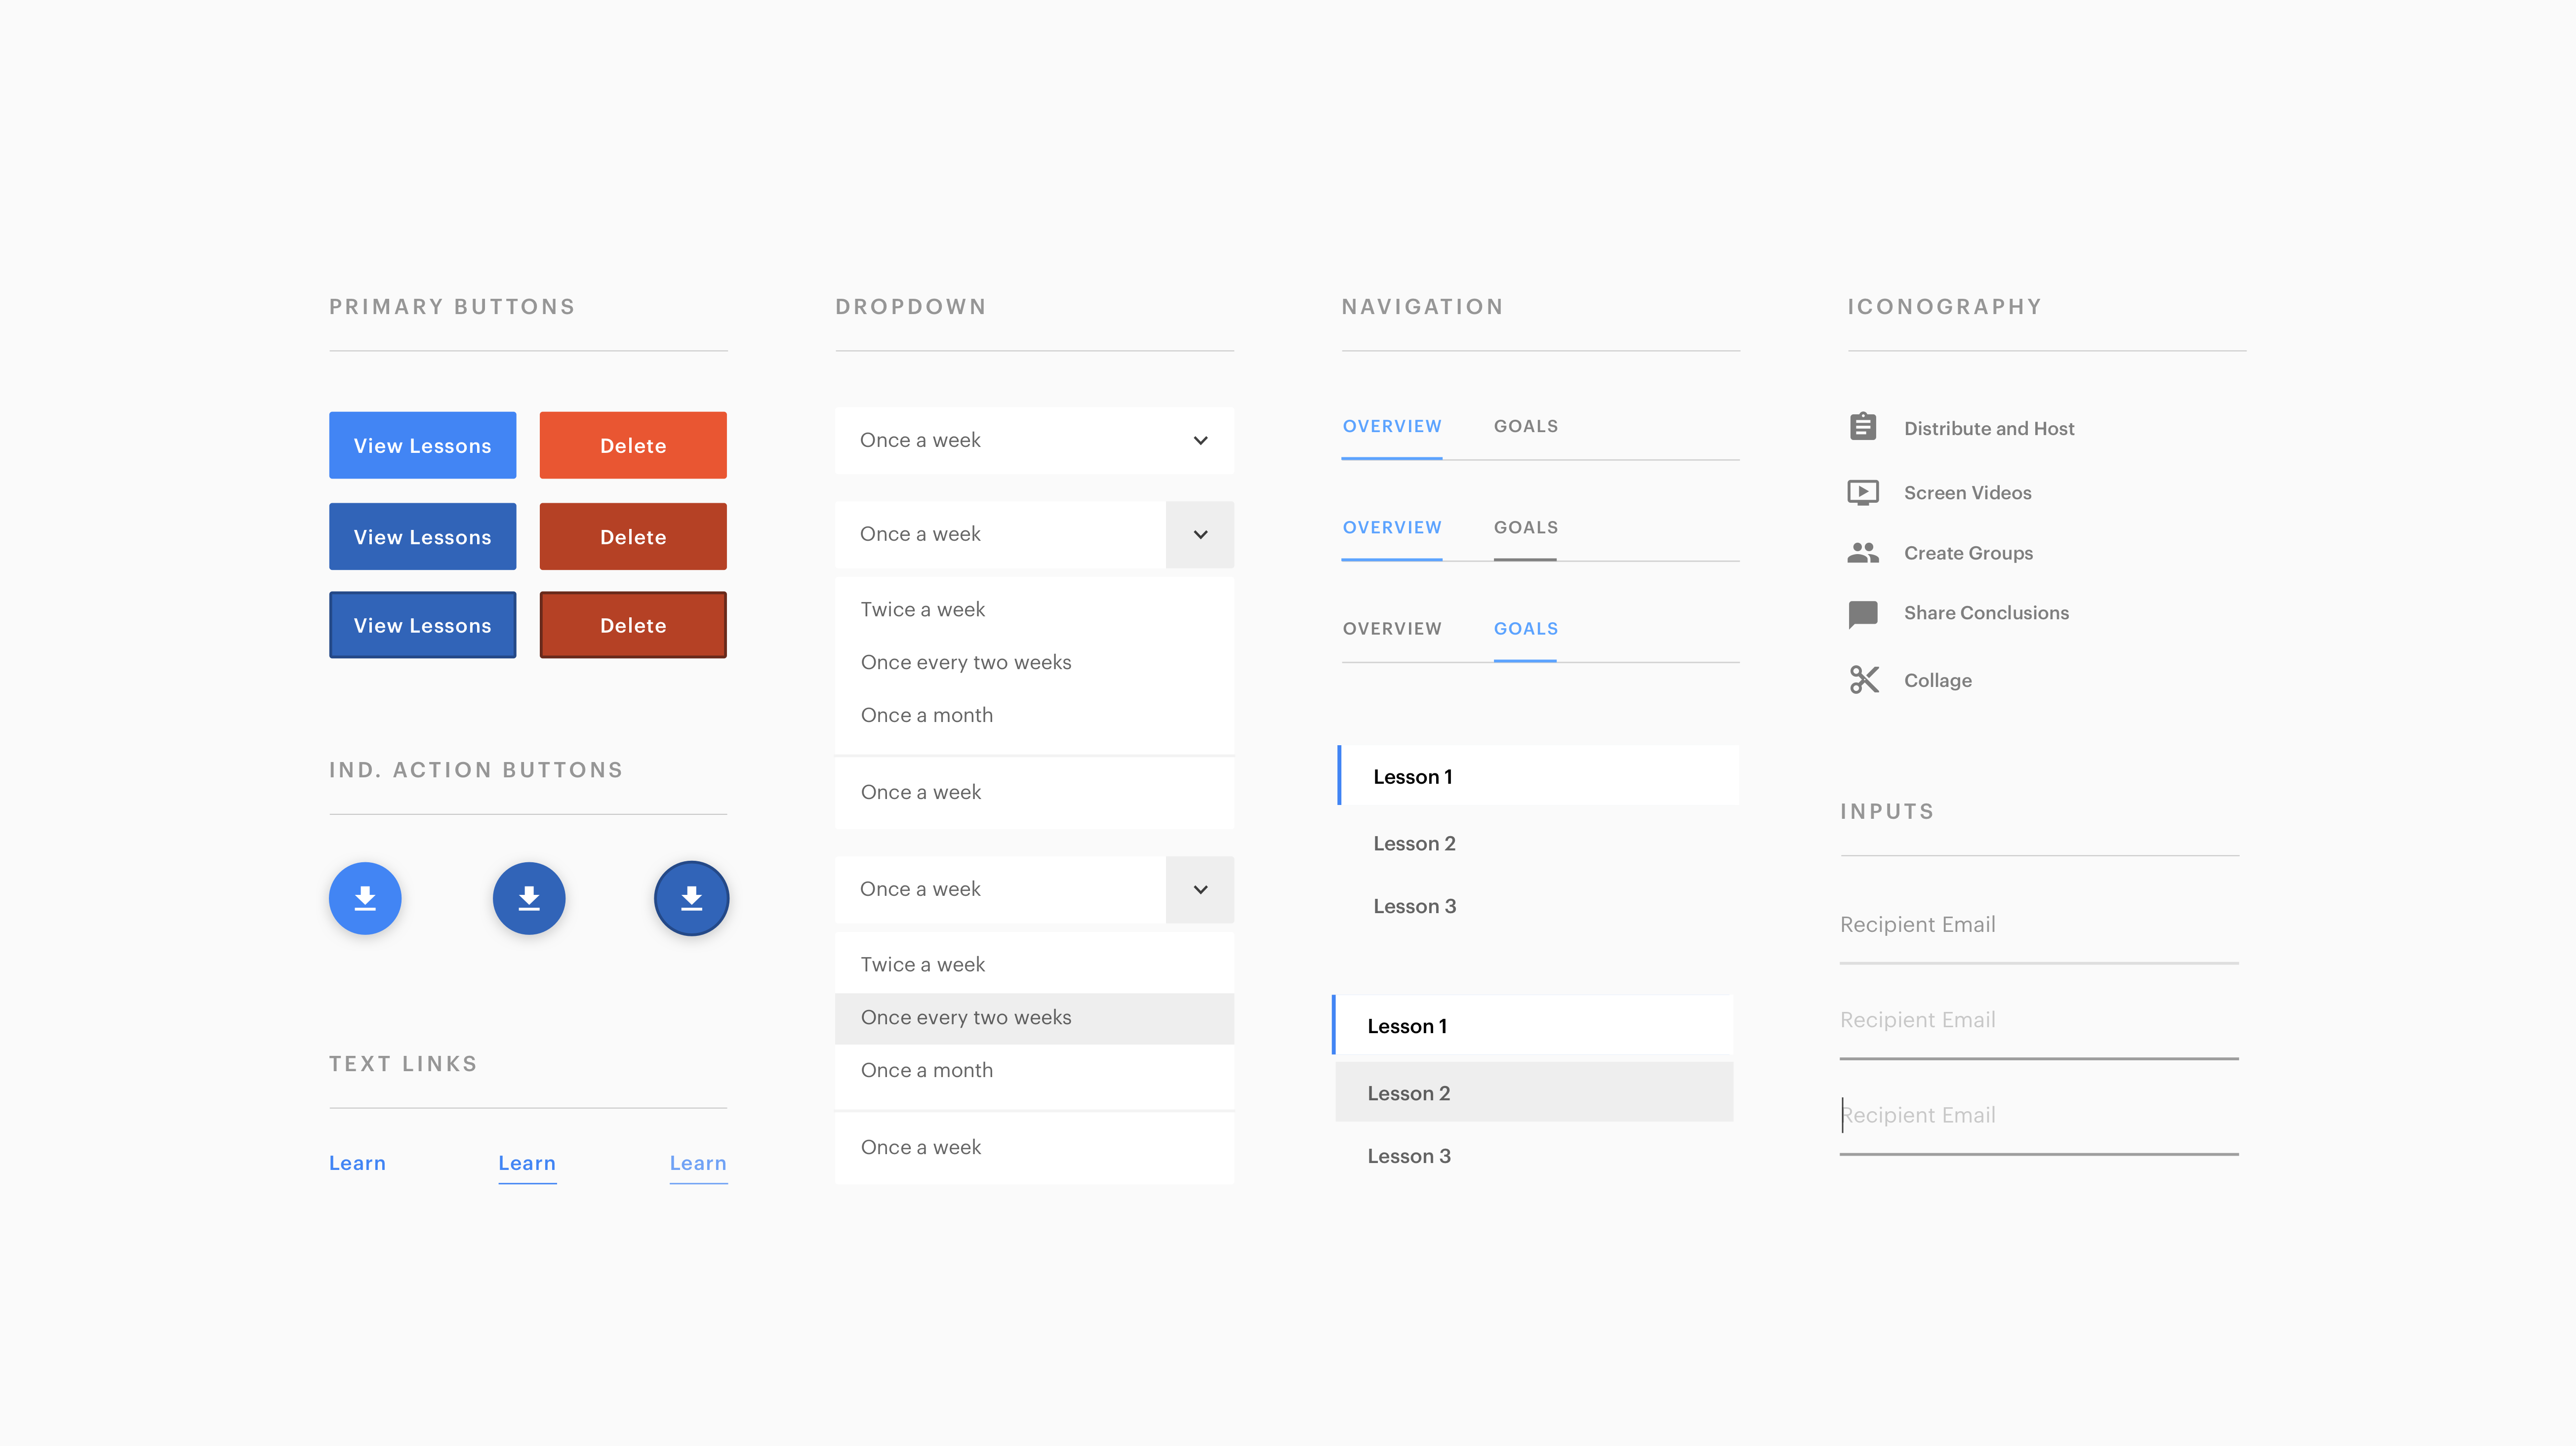 PRIMARY BUTTONS
View Lessons
Delete
View Lessons
Delete
View Lessons
Delete
IND. ACTION BUTTONS
TEXT LINKS
Learn
Learn
Learn
DROPDOWN
Once a week
Once a week
Twice a week
Once every two weeks
Once a month
Once a week
Once a week
Twice a week
Once every two weeks
Once a month
Once a week
NAVIGATION
OVERVIEW
GOALS
OVERVIEW
GOALS
OVERVIEW
GOALS
Lesson 1
Lesson 2
Lesson 3
Lesson 1
Lesson 2
Lesson 3
ICONOGRAPHY
Distribute and Host
Screen Videos
Create Groups
Share Conclusions
Collage
INPUTS
Recipient Email
Recipient Email
Recipient Email